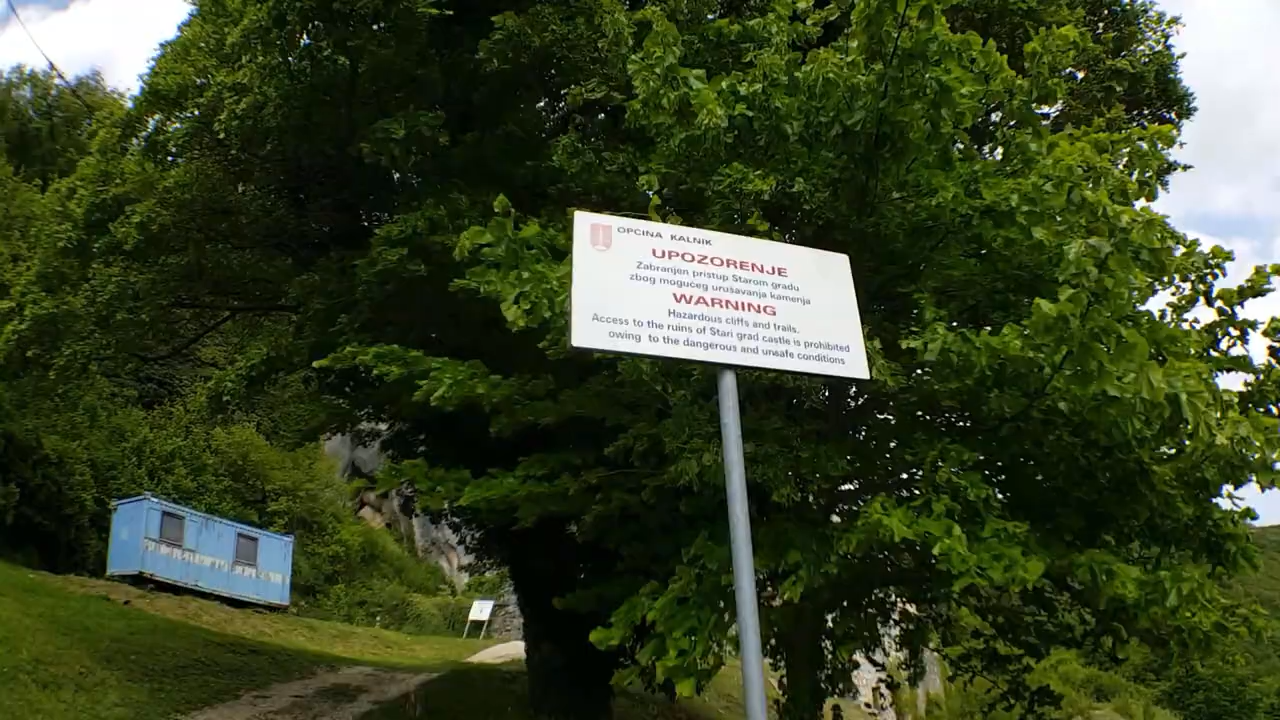 OPCINA KALNIK
UPOZORENJE
Zabranjen pristup Starom gradu
zbog mogućeg urušavanja kamenja
WARNING
Hazardous cliffs and trails.
Access to the ruins of Stari grad castle is prohibited
owing to the dangerous and unsafe conditions